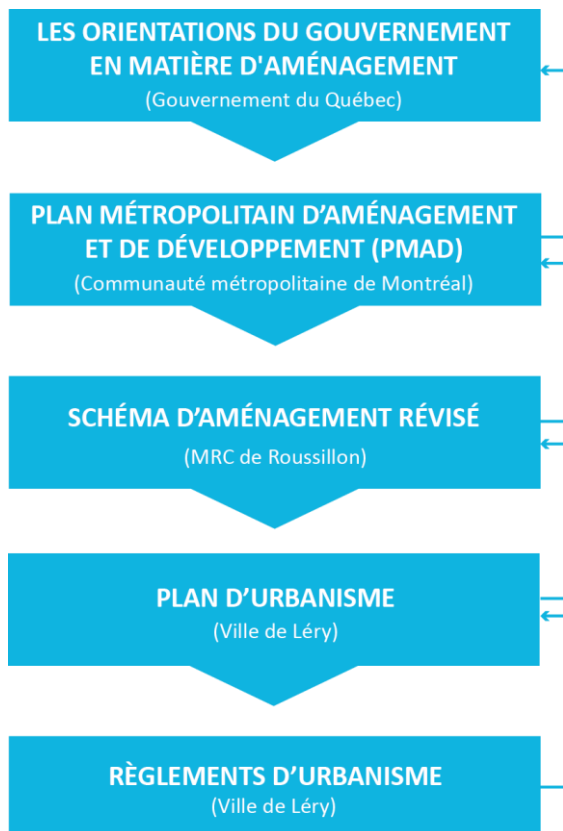 LES ORIENTATIONS DU GOUVERNEMENT
EN MATIÈRE D'AMÉNAGEMENT
(Gouvernement du Québec)
PLAN MÉTROPOLITAIN D’AMÉNAGEMENT
ET DE DÉVELOPPEMENT (PMAD)
(Communauté métropolitaine de Montréal)
SCHÉMA D’AMÉNAGEMENT RÉVISÉ
(MRC de Roussillon)
PLAN D’URBANISME
(Ville de Léry)
RÈGLEMENTS D’URBANISME
(Ville de Léry)